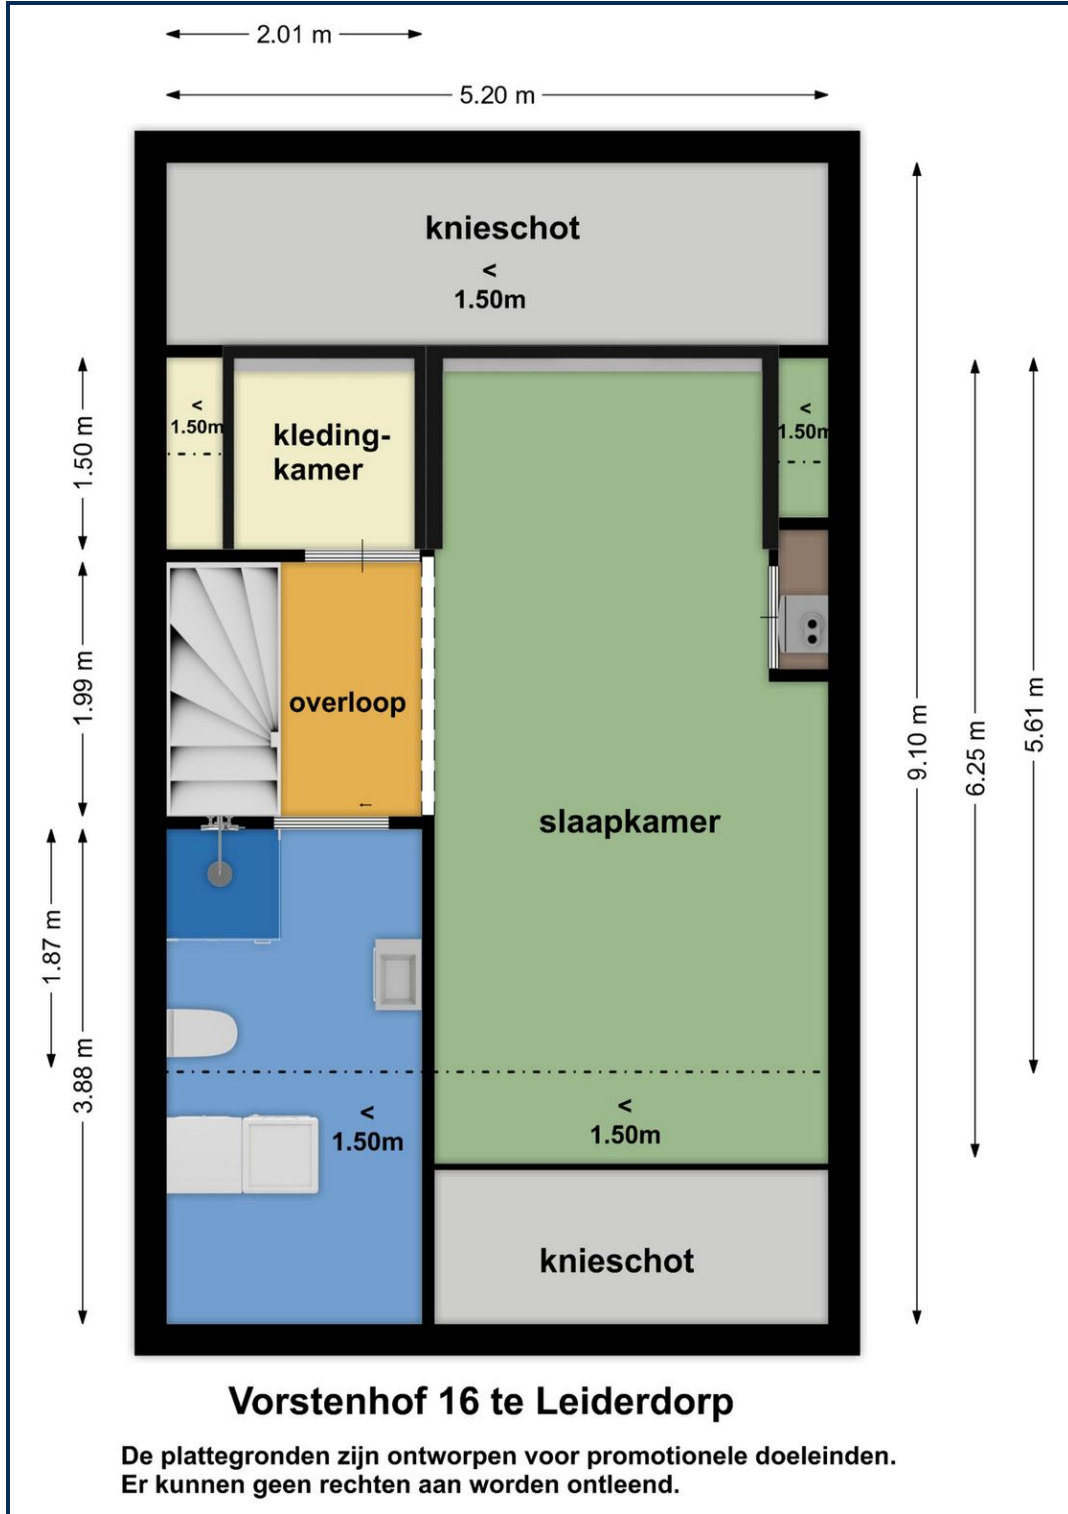 2.01 m
5.20 m
knieschot
<
1.50m
<
1.50m
kleding-
kamer
<
1.50m
1.50 m
1.99 m
overloop
slaapkamer
9.10 m
6.25 m
5.61 m
1.87 m
3.88 m
<
1.50m
<
1.50m
knieschot
Vorstenhof 16 te Leiderdorp
De plattegronden zijn ontworpen voor promotionele doeleinden.
Er kunnen geen rechten aan worden ontleend.